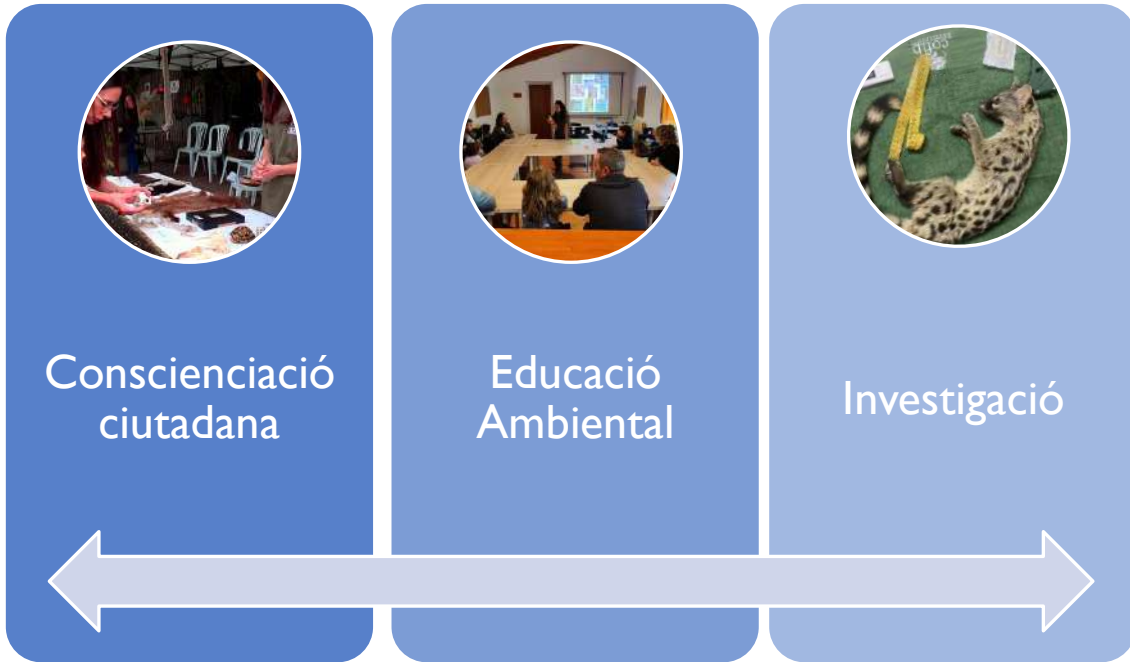 Conscienciació
ciutadana
Educació
Ambiental
Investigació